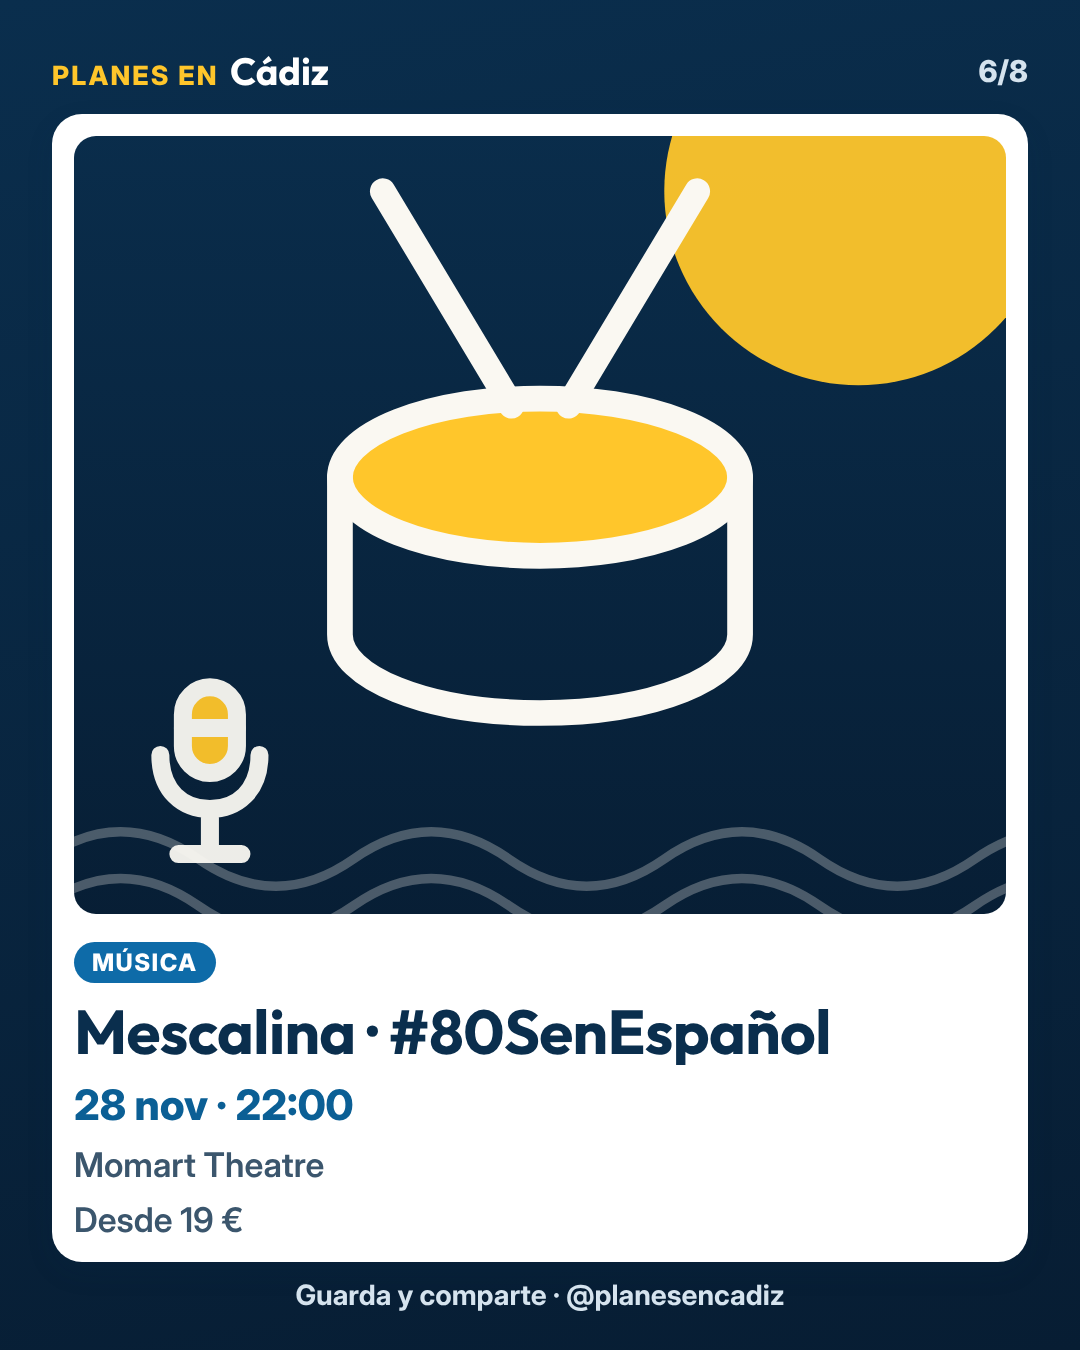 PLANES EN Cádiz
6/8
MÚSICA
Mescalina · #80SenEspañol
28 nov · 22:00
Momart Theatre
Desde 19 €
Guarda y comparte · @planesencadiz